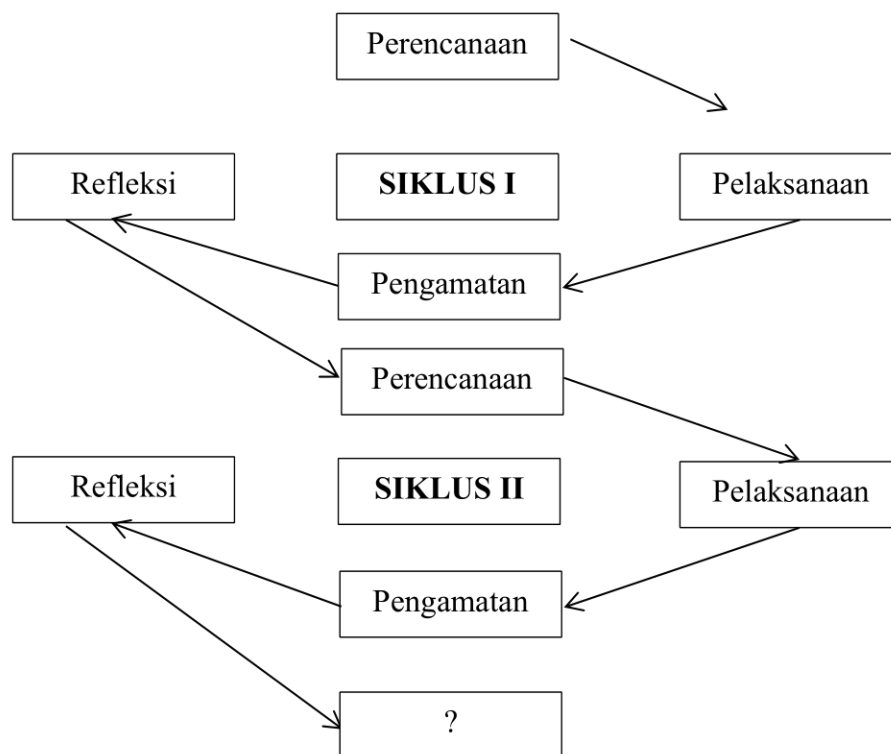 Perencanaan
Refleksi
SIKLUS I
Pelaksanaan
Pengamatan
Perencanaan
Refleksi
SIKLUS II
Pelaksanaan
Pengamatan
?